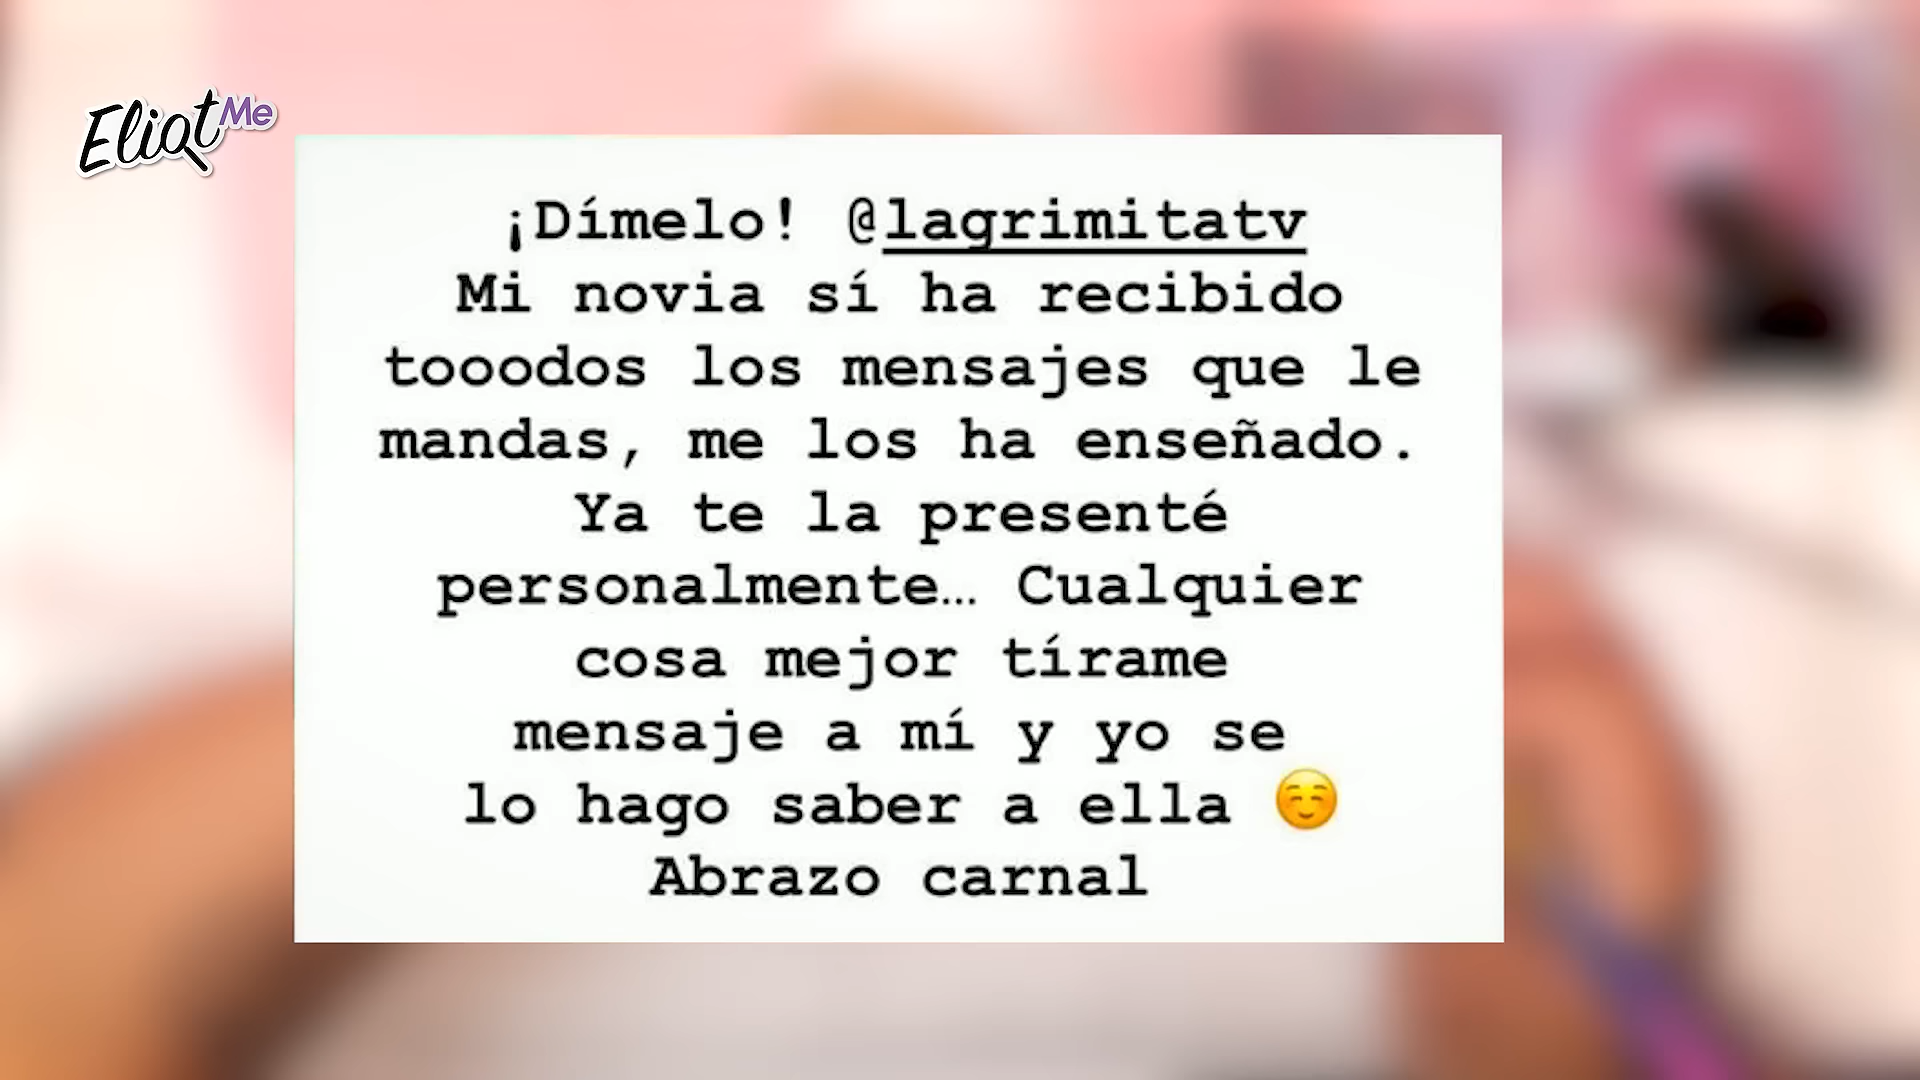 EliotMe
¡Dímelo! @lagrimitatv
Mi novia sí ha recibido
tooodos los mensajes que le
mandas, me los ha enseñado.
Ya te la presenté
personalmente… Cualquier
cosa mejor tírame
mensaje a mí y yo se
lo hago saber a ella ☺️
Abrazo carnal